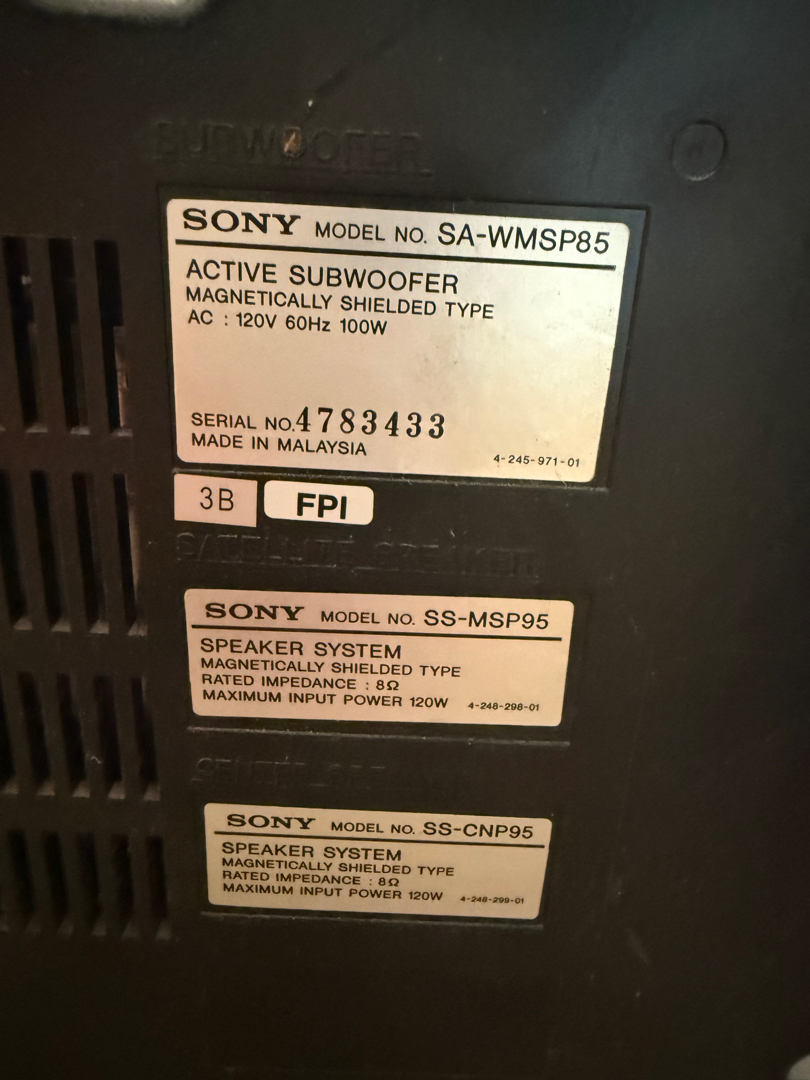 SUBWOOFER
SONY MODEL NO. SA-WMSP85
ACTIVE SUBWOOFER
MAGNETICALLY SHIELDED TYPE
AC : 120V 60Hz 100W
SERIAL NO.4783433
MADE IN MALAYSIA
4-245-971-01
3B FPI
SATELLITE SPEAKER
SONY MODEL NO. SS-MSP95
SPEAKER SYSTEM
MAGNETICALLY SHIELDED TYPE
RATED IMPEDANCE : 8Ω
MAXIMUM INPUT POWER 120W 4-248-298-01
SONY MODEL NO. SS-CNP95
SPEAKER SYSTEM
MAGNETICALLY SHIELDED TYPE
RATED IMPEDANCE : 8Ω
MAXIMUM INPUT POWER 120W 4-248-299-01